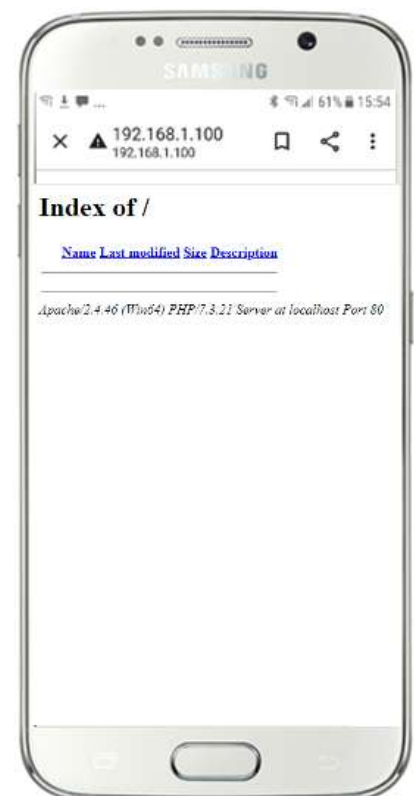 SAMSUNG
... 61% 15:54
192.168.1.100
192.168.1.100
Index of /
Name Last modified Size Description
Apache/2.4.46 (Win64) PHP/7.3.21 Server at localhost Port 80